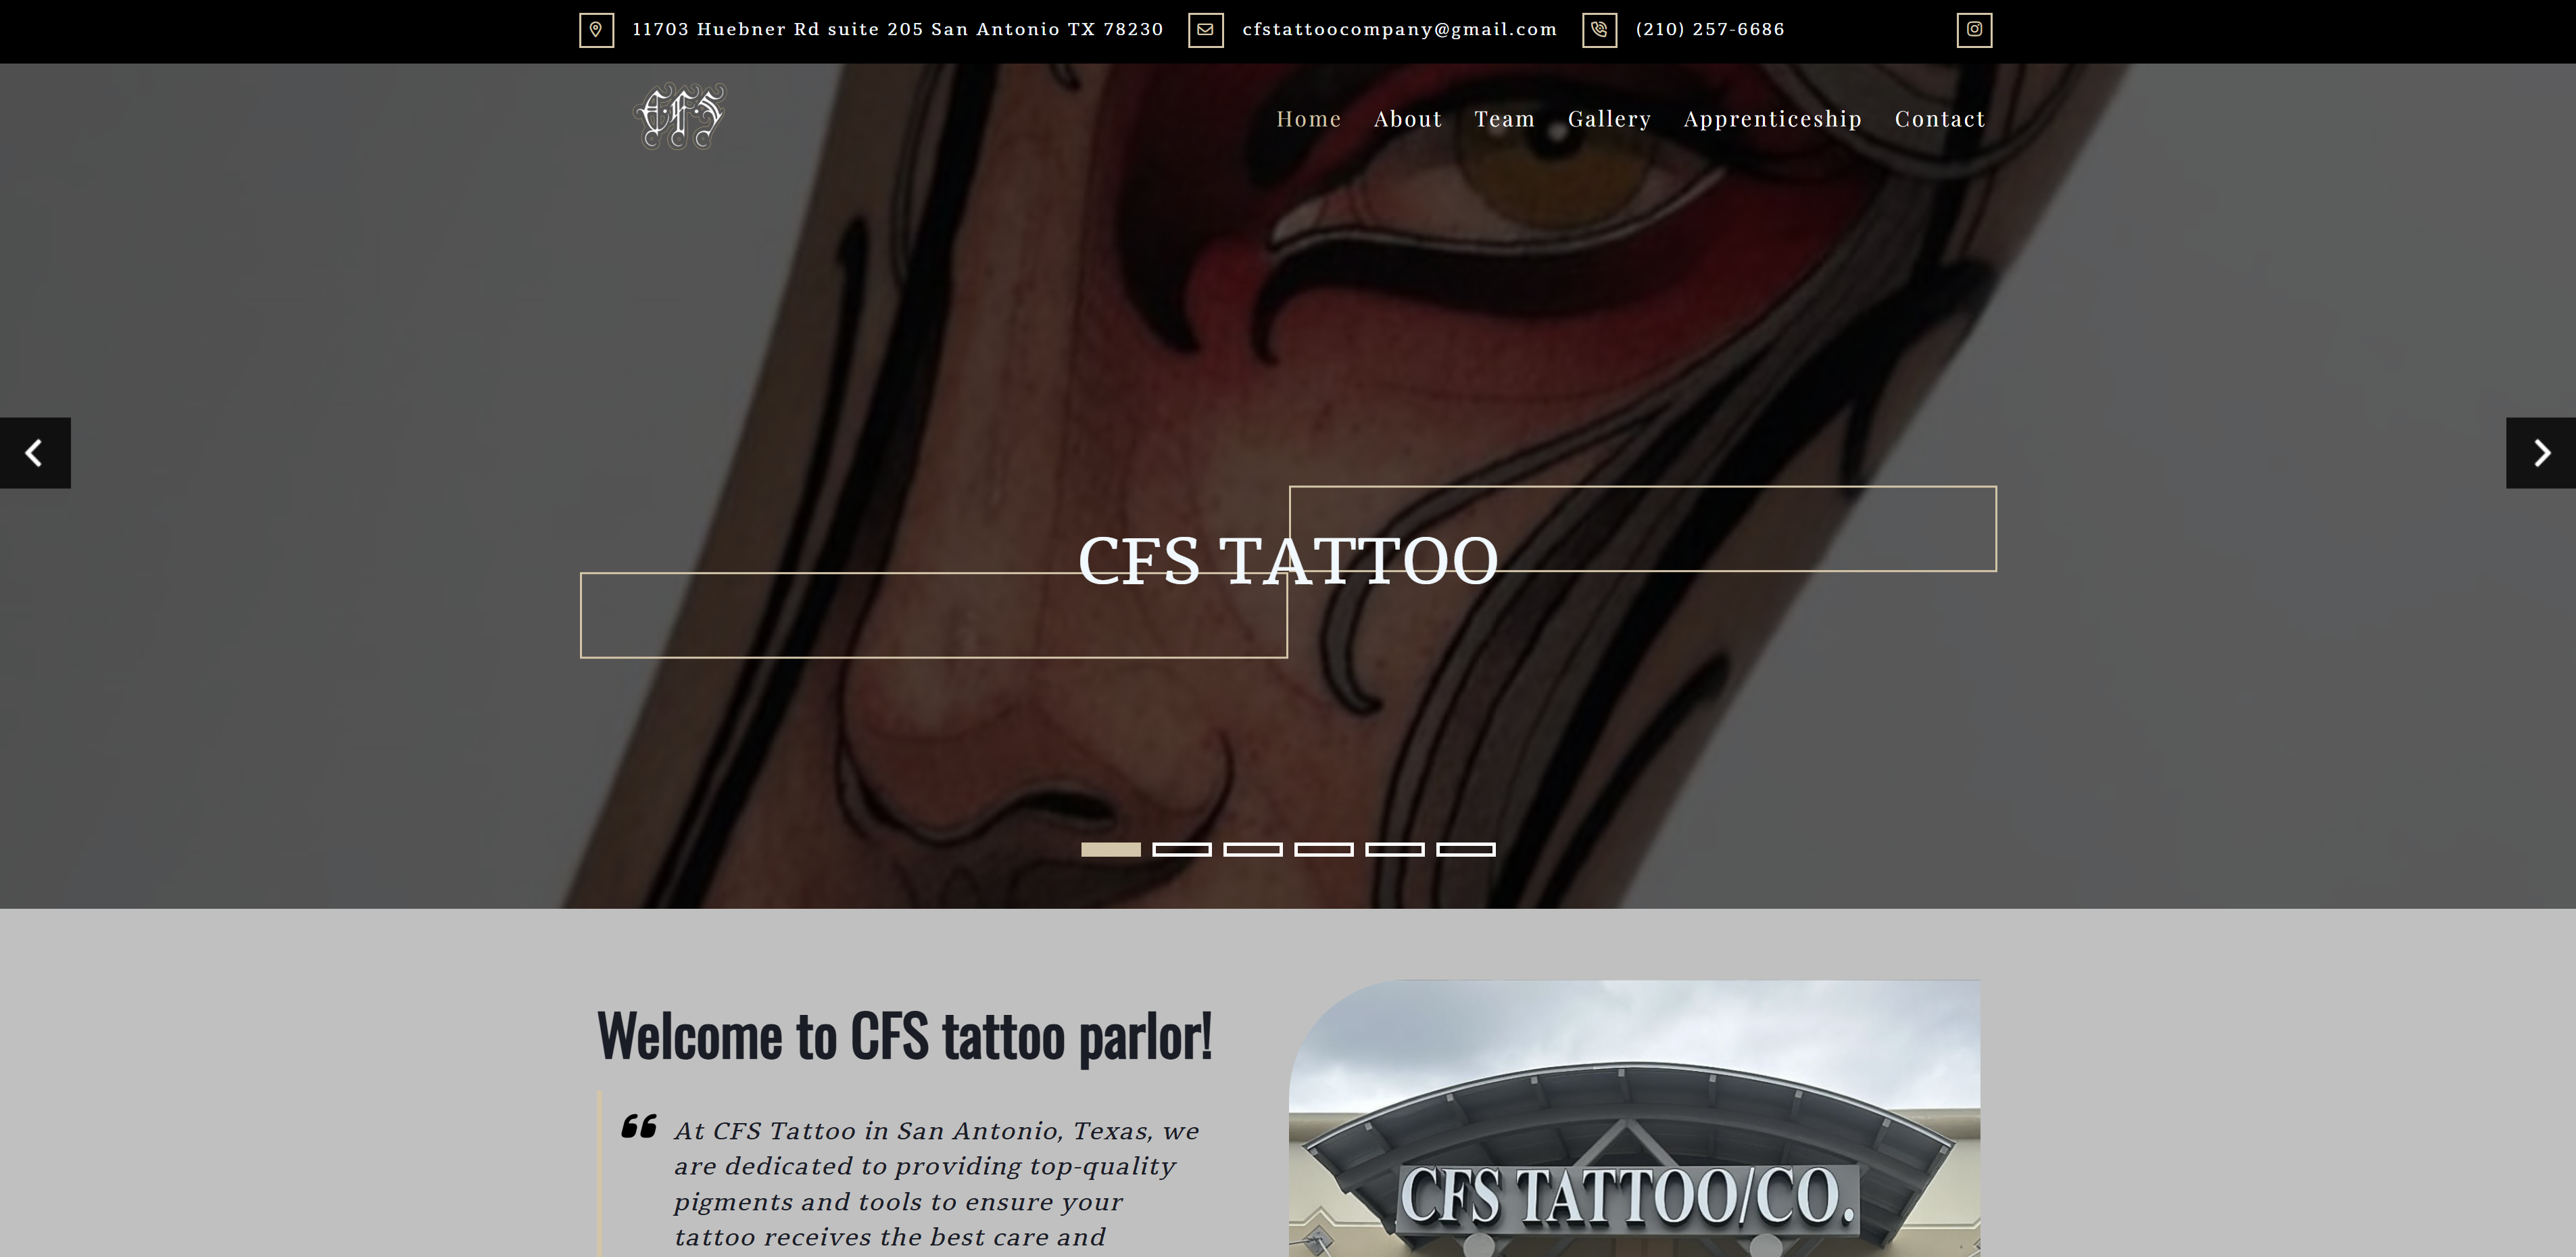 11703 Huebner Rd suite 205 San Antonio TX 78230 cfstattoocompany@gmail.com (210) 257-6686
CFS
Home About Team Gallery Apprenticeship Contact
CFS TATTOO
Welcome to CFS tattoo parlor!
At CFS Tattoo in San Antonio, Texas, we
are dedicated to providing top-quality
pigments and tools to ensure your
tattoo receives the best care and
CFS TATTOO/CO.